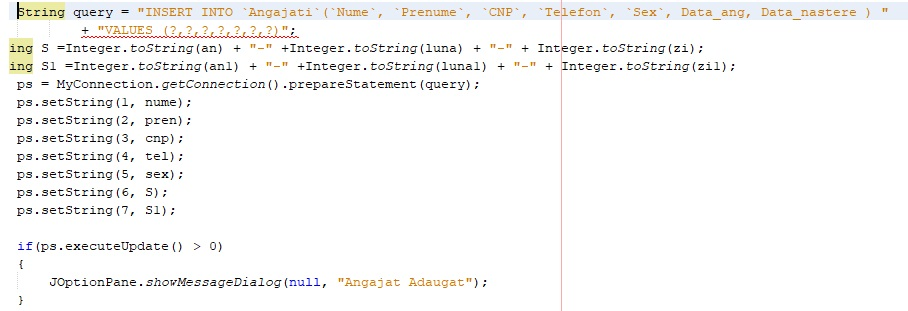 String query = "INSERT INTO `Angajati`(`Nume`, `Prenume`, `CNP`, `Telefon`, `Sex`, Data_ang, Data_nastere ) "
+ "VALUES (?,?,?,?,?,?,?)";
ing S =Integer.toString(an) + "-" +Integer.toString(luna) + "-" + Integer.toString(zi);
ing S1 =Integer.toString(an1) + "-" +Integer.toString(luna1) + "-" + Integer.toString(zi1);
ps = MyConnection.getConnection().prepareStatement(query);
ps.setString(1, nume);
ps.setString(2, pren);
ps.setString(3, cnp);
ps.setString(4, tel);
ps.setString(5, sex);
ps.setString(6, S);
ps.setString(7, S1);
if(ps.executeUpdate() > 0)
{
JOptionPane.showMessageDialog(null, "Angajat Adaugat");
}